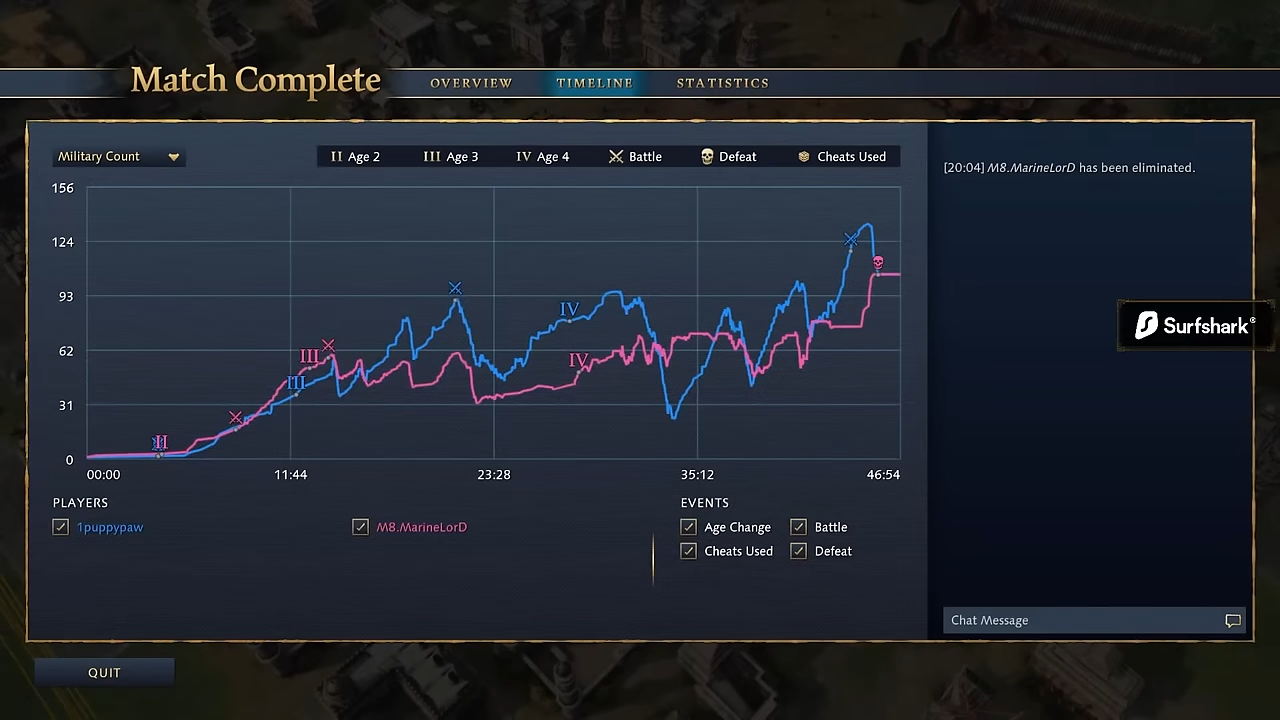 Match Complete
OVERVIEW
TIMELINE
STATISTICS
Military Count
II Age 2
III Age 3
IV Age 4
Battle
Defeat
Cheats Used
[20:04] M8.MarineLorD has been eliminated.
156
124
93
62
31
0
II
III
III
IV
IV
00:00
11:44
23:28
35:12
46:54
PLAYERS
1puppypaw
M8.MarineLorD
EVENTS
Age Change
Battle
Cheats Used
Defeat
Surfshark®
Chat Message
QUIT